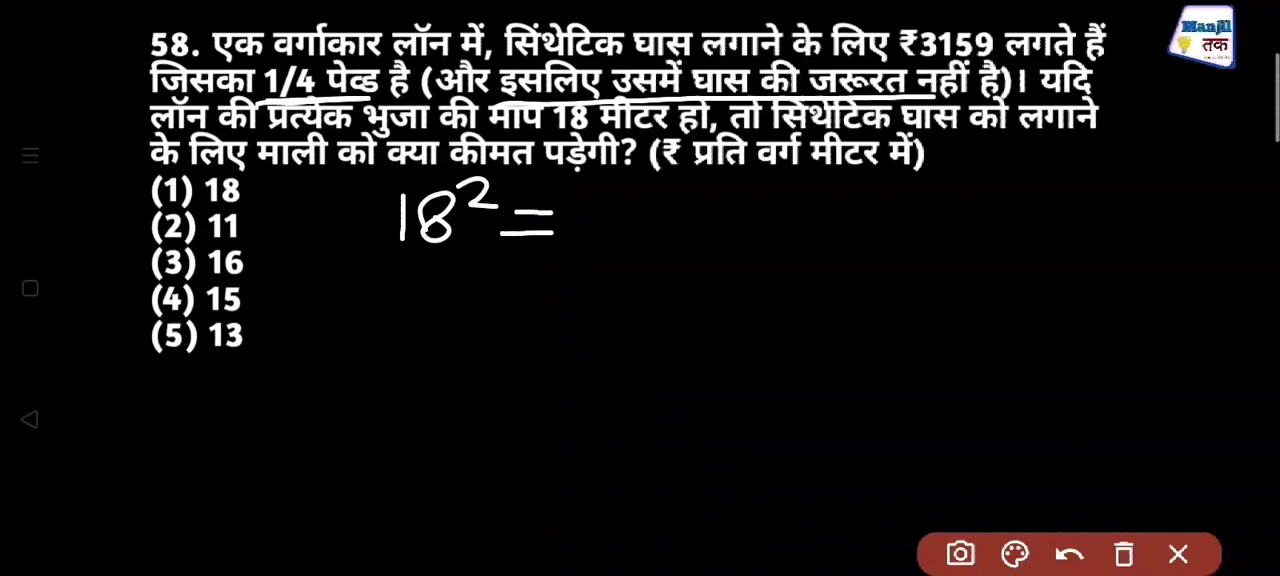 58. एक वर्गाकार लॉन में, सिंथेटिक घास लगाने के लिए ₹3159 लगते हैं
जिसका 1/4 पेव्ड है (और इसलिए उसमें घास की जरूरत नहीं है)। यदि
लॉन की प्रत्येक भुजा की माप 18 मीटर हो, तो सिंथेटिक घास को लगाने
के लिए माली को क्या कीमत पड़ेगी? (₹ प्रति वर्ग मीटर में)
(1) 18
(2) 11
(3) 16
(4) 15
(5) 13
18² =
Manjil
तक